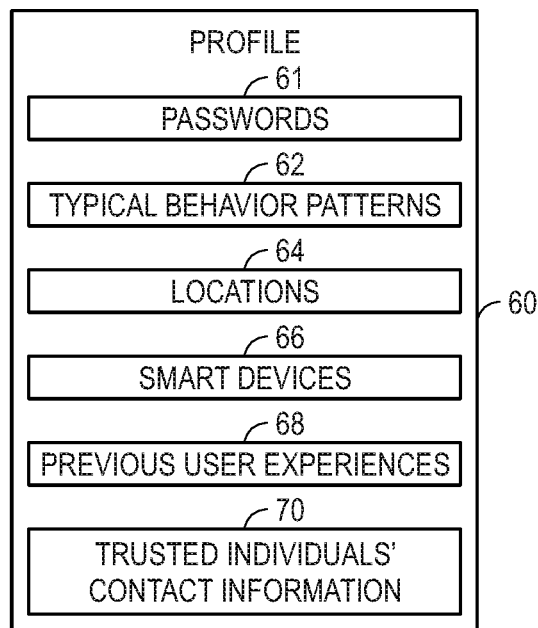 PROFILE
61
PASSWORDS
62
TYPICAL BEHAVIOR PATTERNS
64
LOCATIONS
60
66
SMART DEVICES
68
PREVIOUS USER EXPERIENCES
70
TRUSTED INDIVIDUALS'
CONTACT INFORMATION